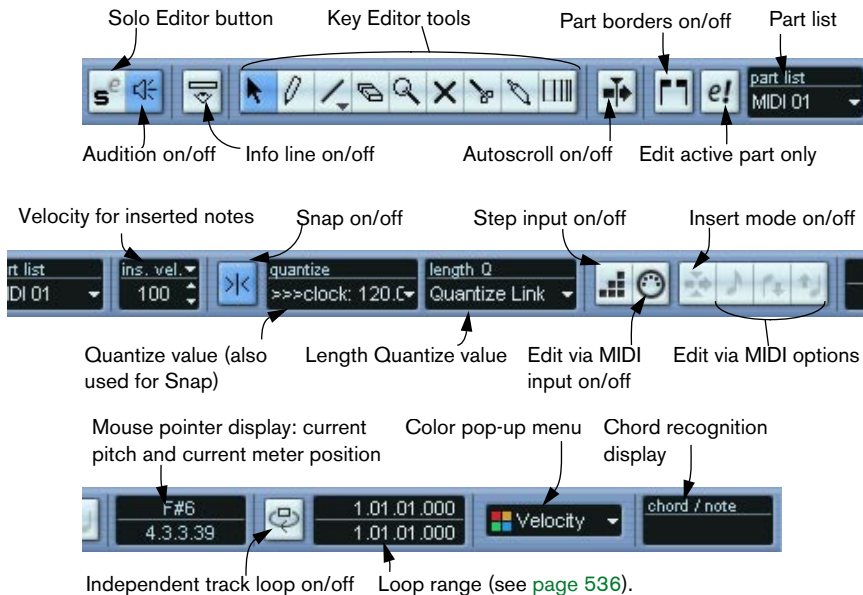 Solo Editor button
Key Editor tools
Part borders on/off
Part list
se
e!
part list
MIDI 01
Audition on/off
Info line on/off
Autoscroll on/off
Edit active part only
Velocity for inserted notes
Snap on/off
Step input on/off
Insert mode on/off
rt list
IDI 01
ins. vel.
100
quantize
>>>clock: 120.
length Q
Quantize Link
Quantize value (also
used for Snap)
Length Quantize value
Edit via MIDI
input on/off
Edit via MIDI options
Mouse pointer display: current
pitch and current meter position
Color pop-up menu
Chord recognition
display
F#6
4.3.3.39
1.01.01.000
1.01.01.000
Velocity
chord / note
Independent track loop on/off
Loop range (see page 536).